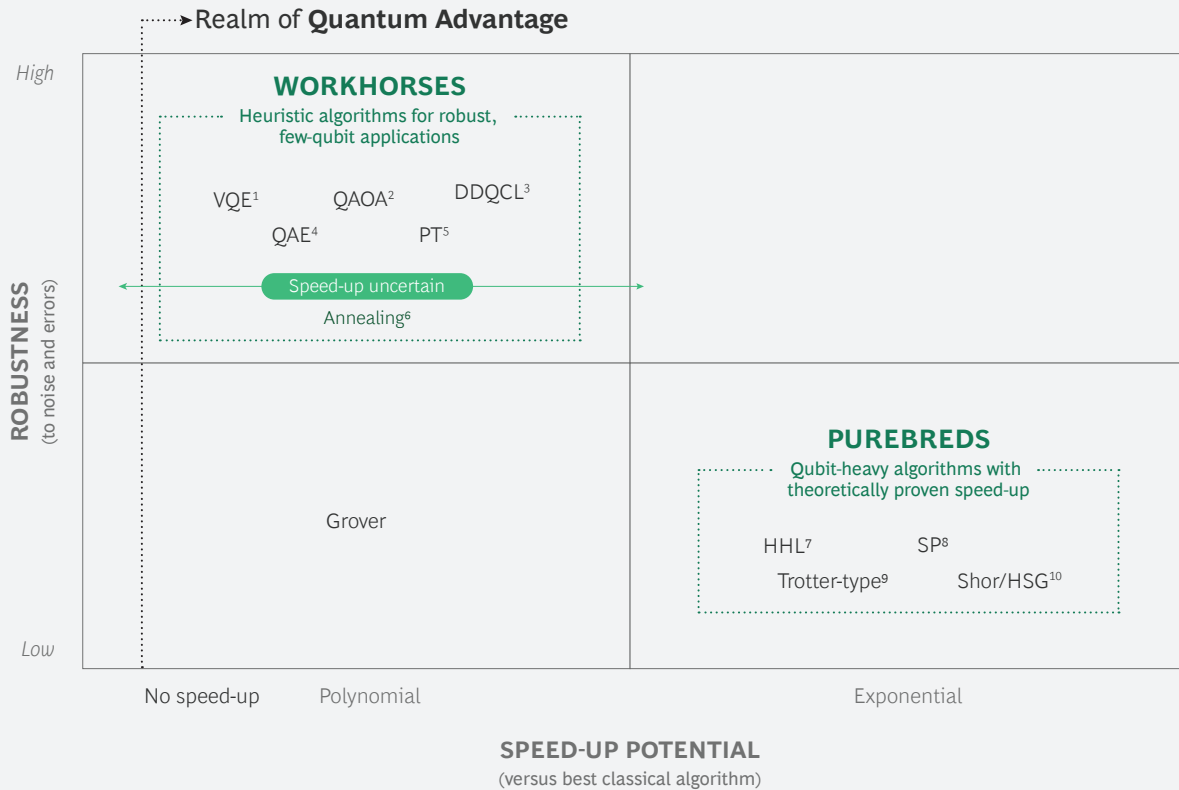 Realm of Quantum Advantage
High
WORKHORSES
Heuristic algorithms for robust,
few-qubit applications
VQE¹
QAOA²
DDQCL³
QAE⁴
PT⁵
Speed-up uncertain
Annealing⁶
ROBUSTNESS
(to noise and errors)
PUREBREDS
Qubit-heavy algorithms with
theoretically proven speed-up
Grover
HHL⁷
SP⁸
Trotter-type⁹
Shor/HSG¹⁰
Low
No speed-up
Polynomial
Exponential
SPEED-UP POTENTIAL
(versus best classical algorithm)